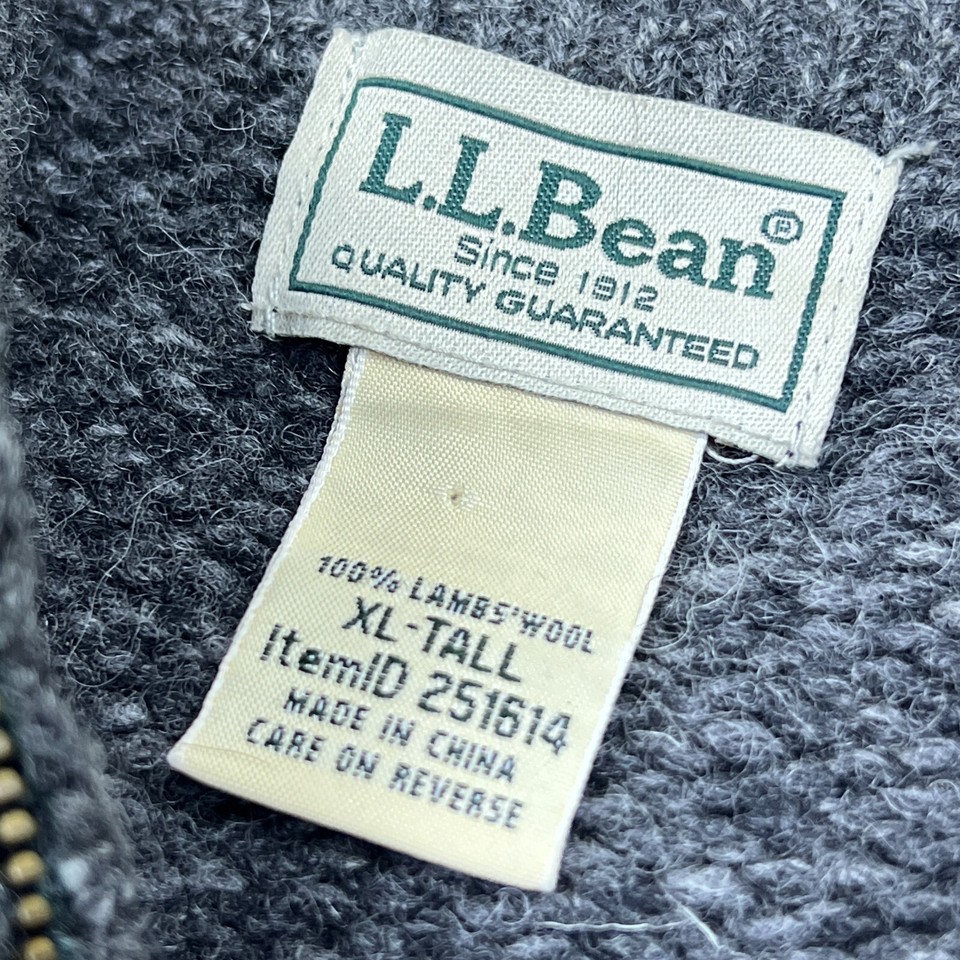 L.L.Bean®
Since 1912
QUALITY GUARANTEED
100% LAMBS' WOOL
XL-TALL
ItemID 251614
MADE IN CHINA
CARE ON REVERSE